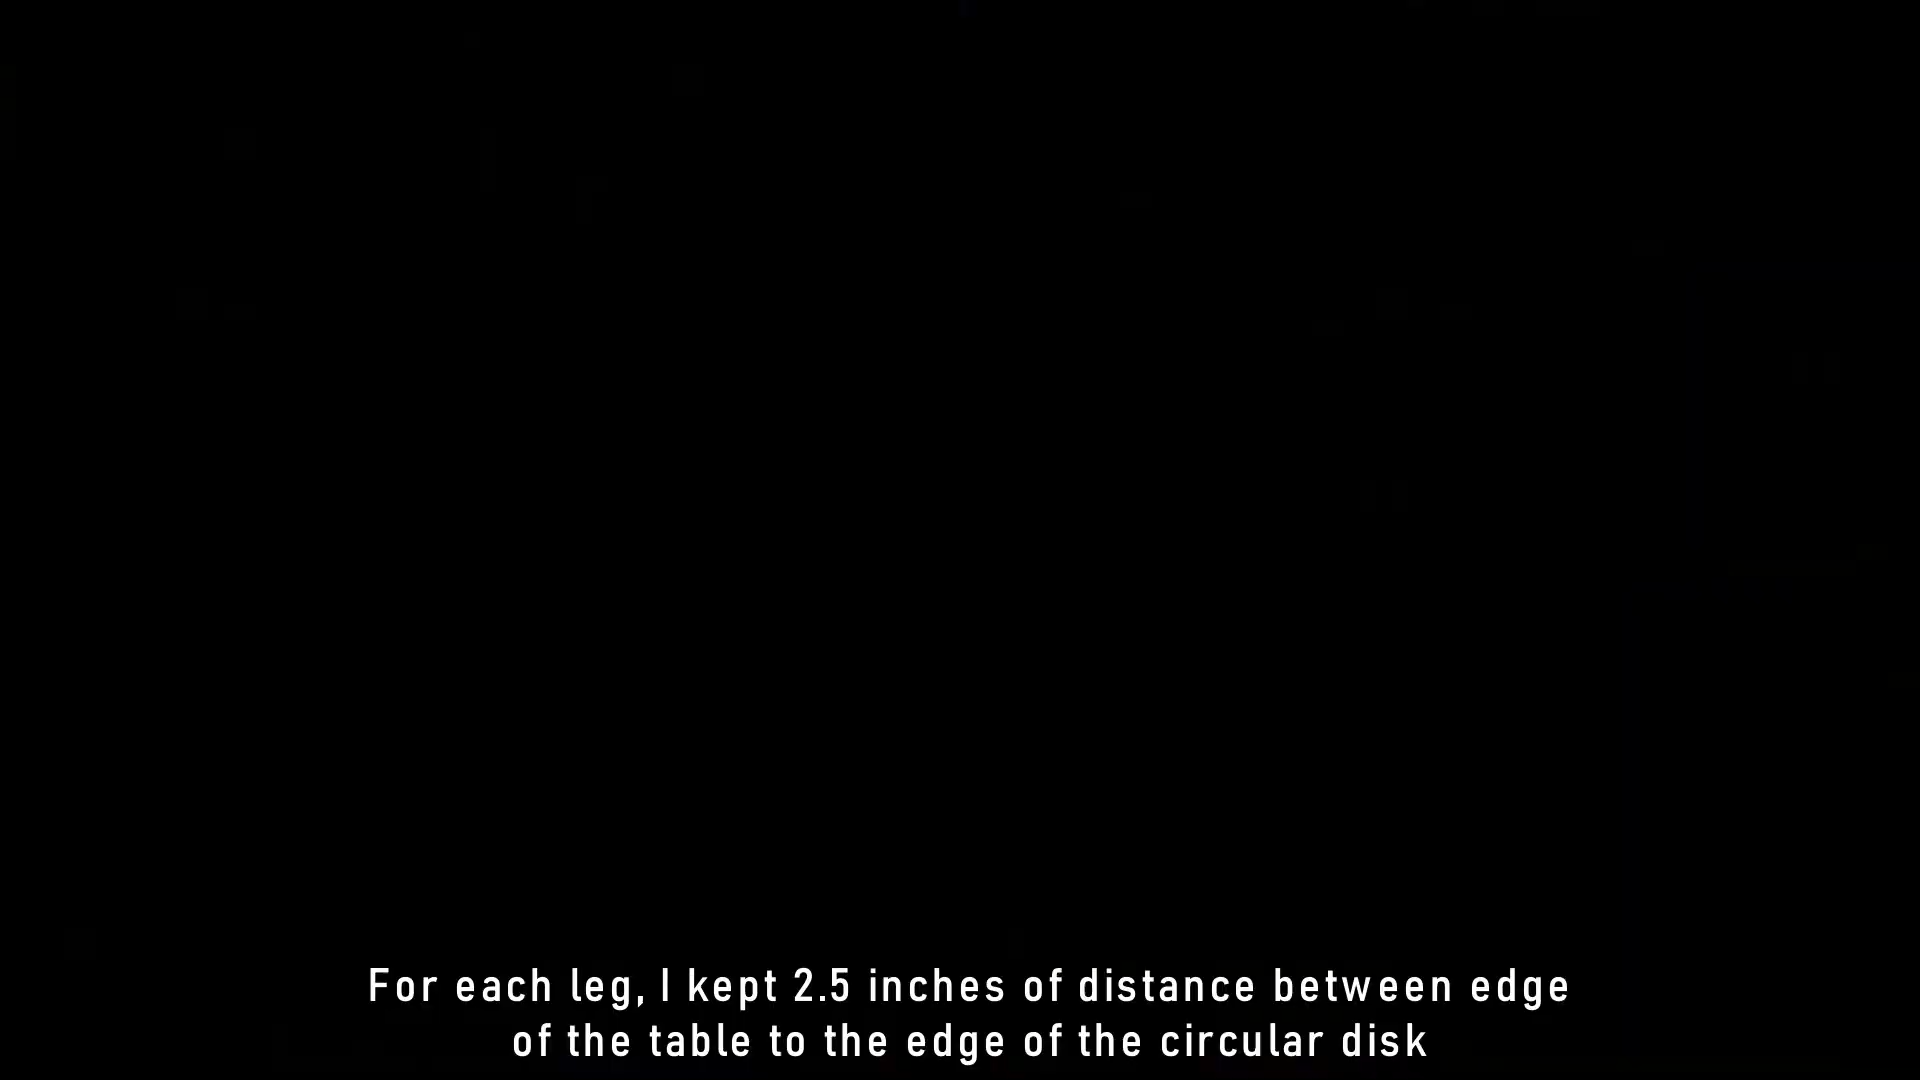 For each leg, I kept 2.5 inches of distance between edge
of the table to the edge of the circular disk